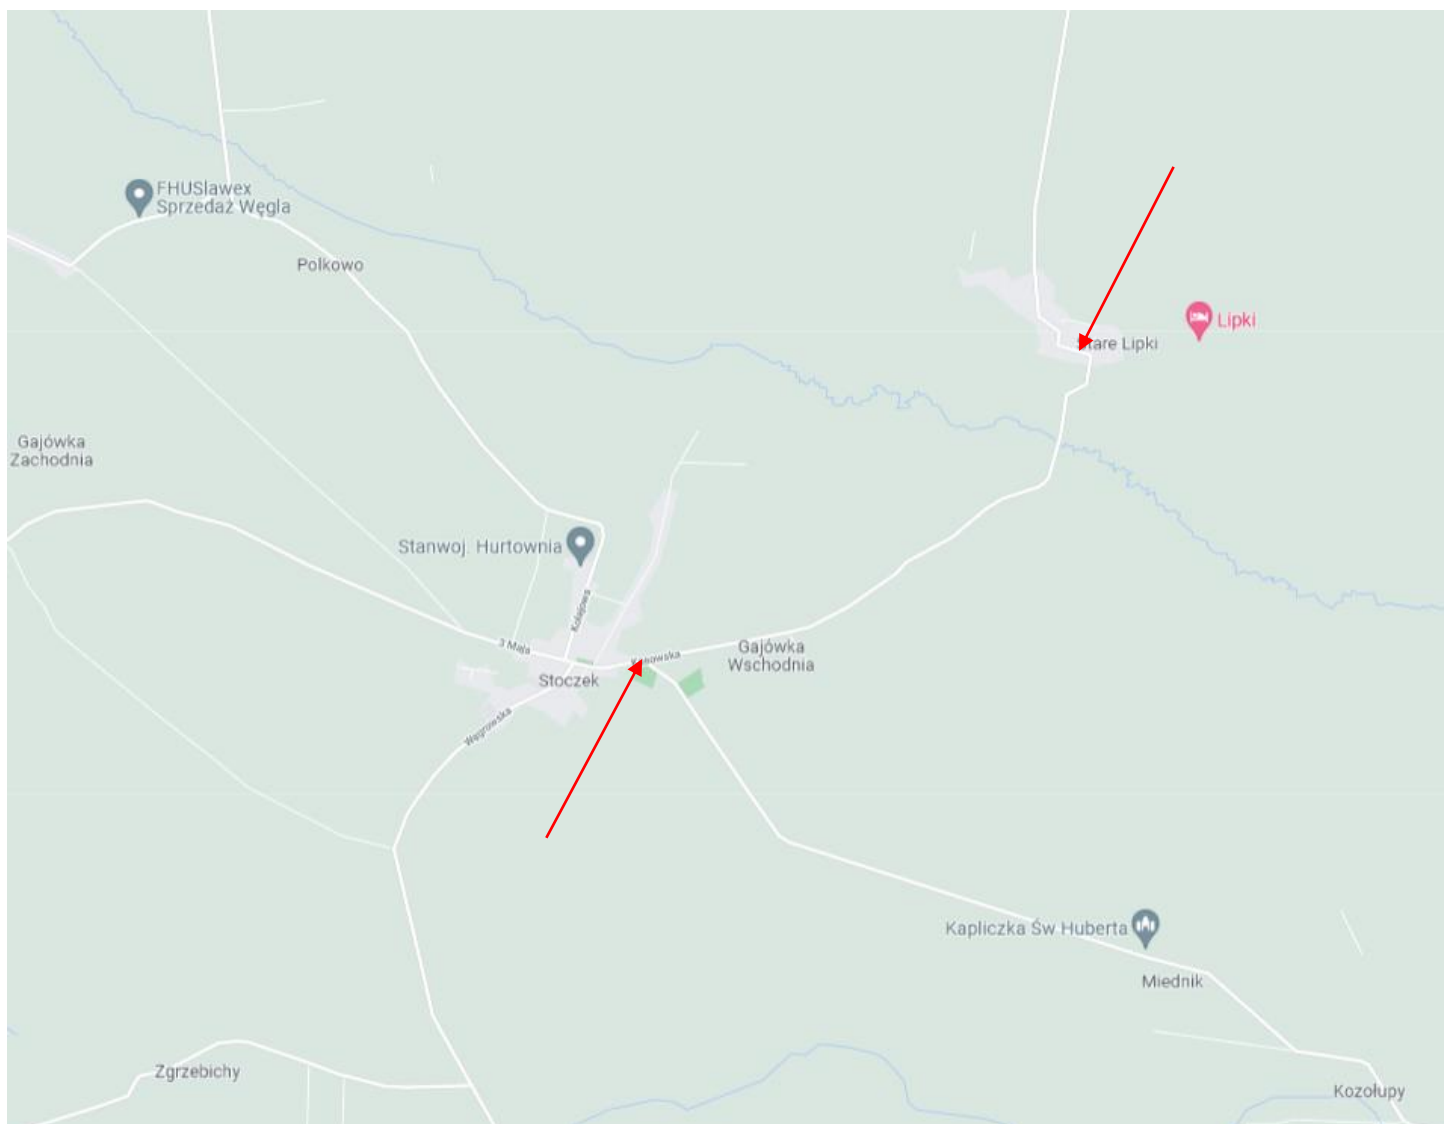 FHUSlawex
Sprzedaż Węgla
Polkowo
Lipki
Stare Lipki
Gajówka
Zachodnia
Stanwoj. Hurtownia
Kolejowa
3 Maja
Gajówka
Wschodnia
Stoczek
Węgrowska
Kapliczka Św Huberta
Miednik
Zgrzebichy
Kozołupy